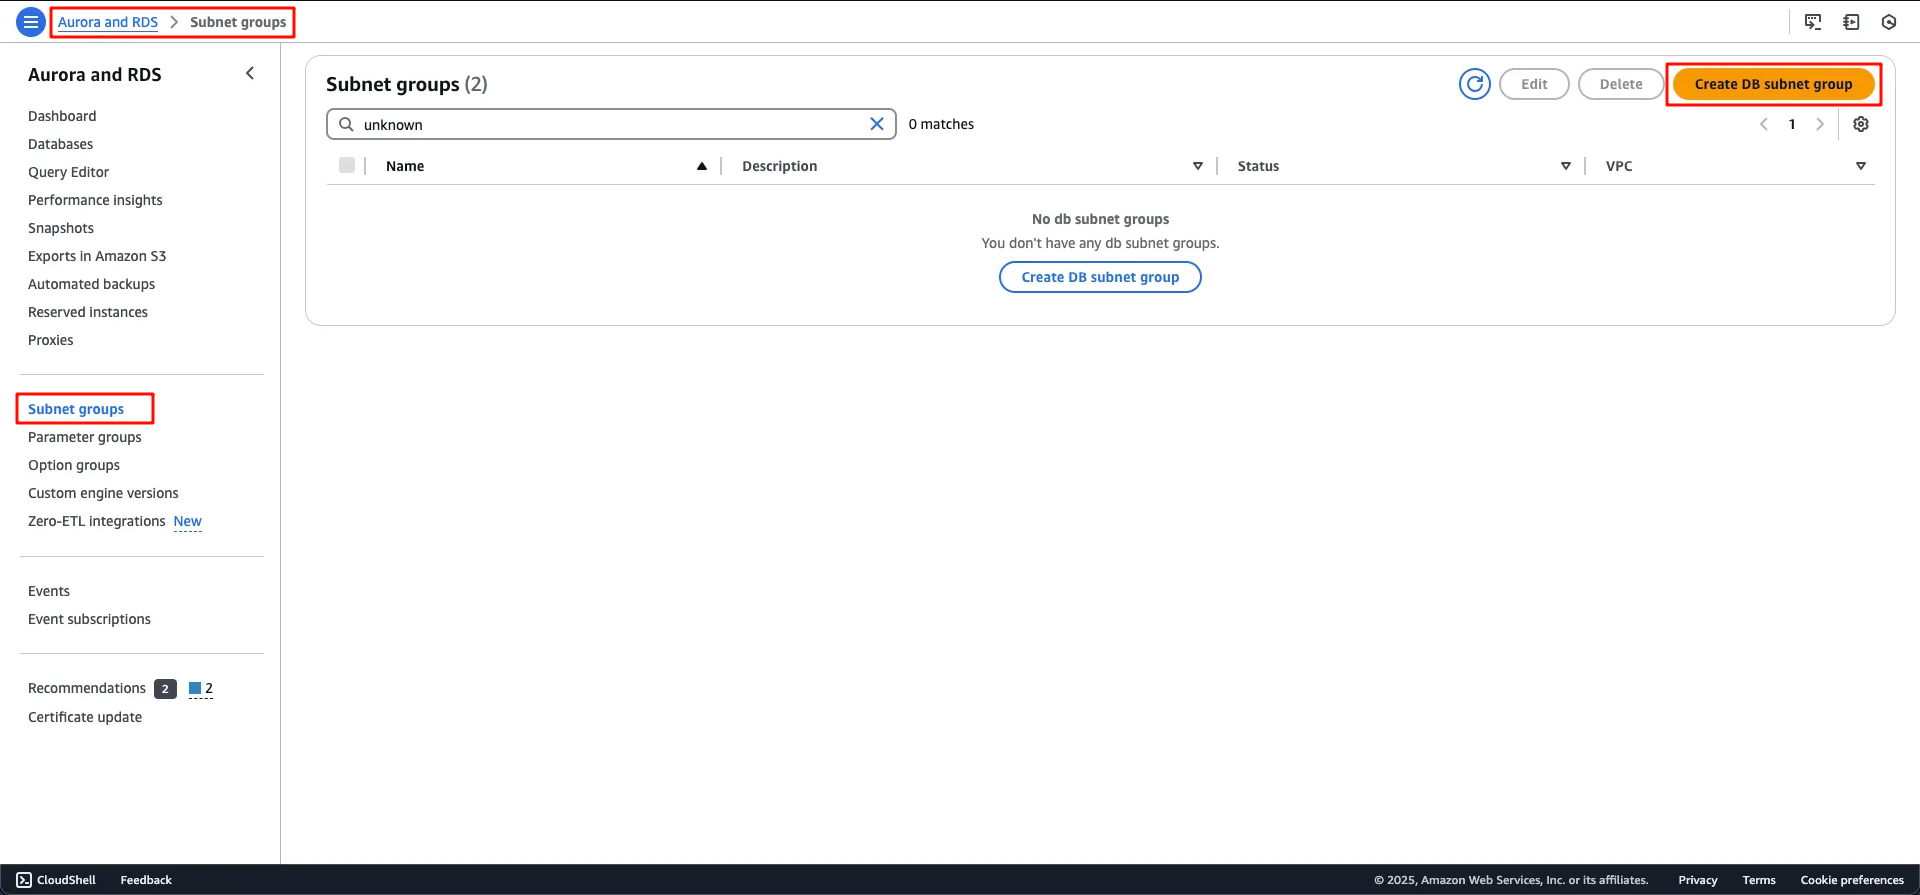 Aurora and RDS > Subnet groups
Aurora and RDS
Dashboard
Databases
Query Editor
Performance insights
Snapshots
Exports in Amazon S3
Automated backups
Reserved instances
Proxies
Subnet groups
Parameter groups
Option groups
Custom engine versions
Zero-ETL integrations New
Events
Event subscriptions
Recommendations 2 2
Certificate update
Subnet groups (2)
Edit
Delete
Create DB subnet group
unknown
0 matches
1
Name
Description
Status
VPC
No db subnet groups
You don't have any db subnet groups.
Create DB subnet group
CloudShell
Feedback
© 2025, Amazon Web Services, Inc. or its affiliates.
Privacy
Terms
Cookie preferences